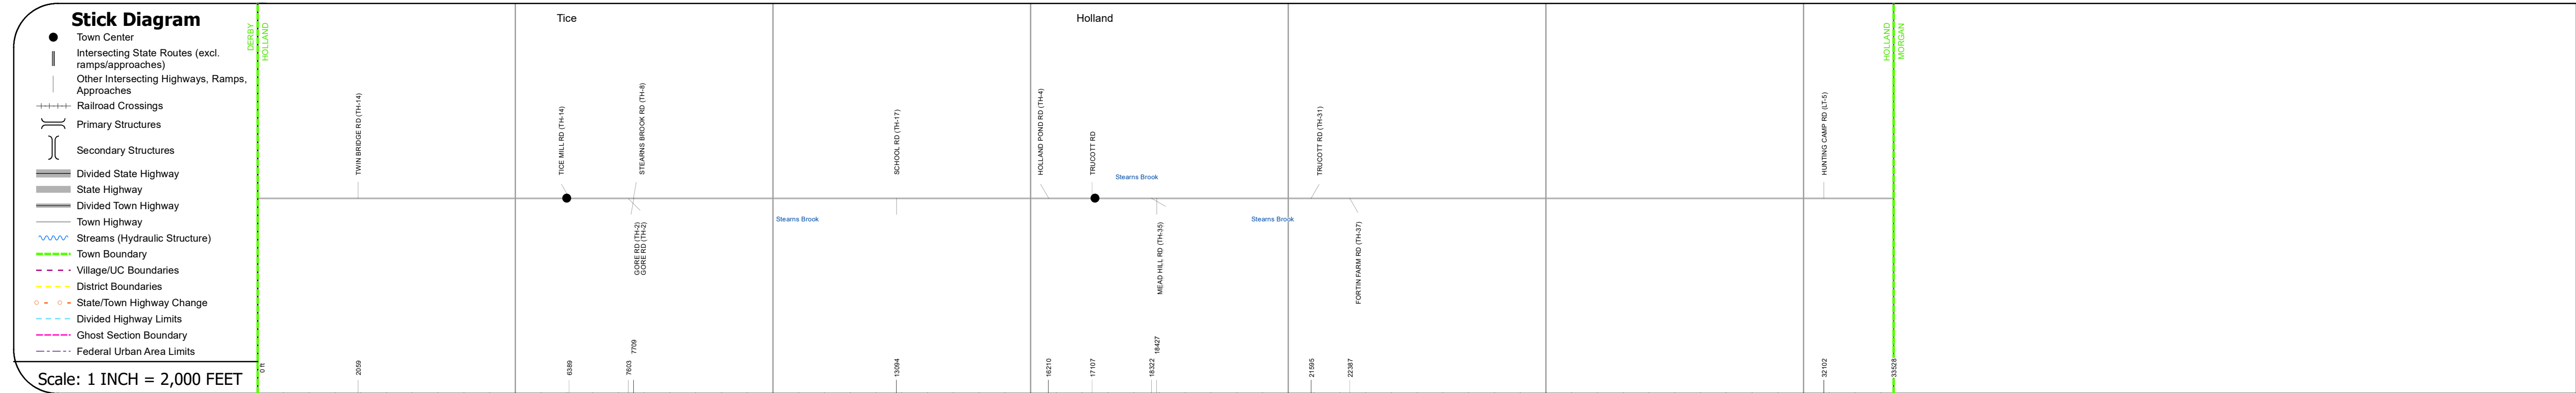 Stick Diagram
Town Center
Intersecting State Routes (excl.
ramps/approaches)
Other Intersecting Highways, Ramps,
Approaches
Railroad Crossings
Primary Structures
Secondary Structures
Divided State Highway
State Highway
Divided Town Highway
Town Highway
Streams (Hydraulic Structure)
Town Boundary
Village/UC Boundaries
District Boundaries
State/Town Highway Change
Divided Highway Limits
Ghost Section Boundary
Federal Urban Area Limits
Scale: 1 INCH = 2,000 FEET
DERBY
HOLLAND
Tice
Holland
HOLLAND
MORGAN
TWIN BRIDGE RD (TH-14)
TICE MILL RD (TH-14)
STEARNS BROOK RD (TH-8)
SCHOOL RD (TH-17)
HOLLAND POND RD (TH-4)
TRUCOTT RD
TRUCOTT RD (TH-31)
HUNTING CAMP RD (LT-5)
Stearns Brook
Stearns Brook
Stearns Brook
GORE RD (TH-2)
GORE RD (TH-2)
MEAD HILL RD (TH-35)
FORTIN FARM RD (TH-37)
0 ft
2059
6389
7603
7709
13094
16210
17107
18322
18427
21595
22387
32102
33528